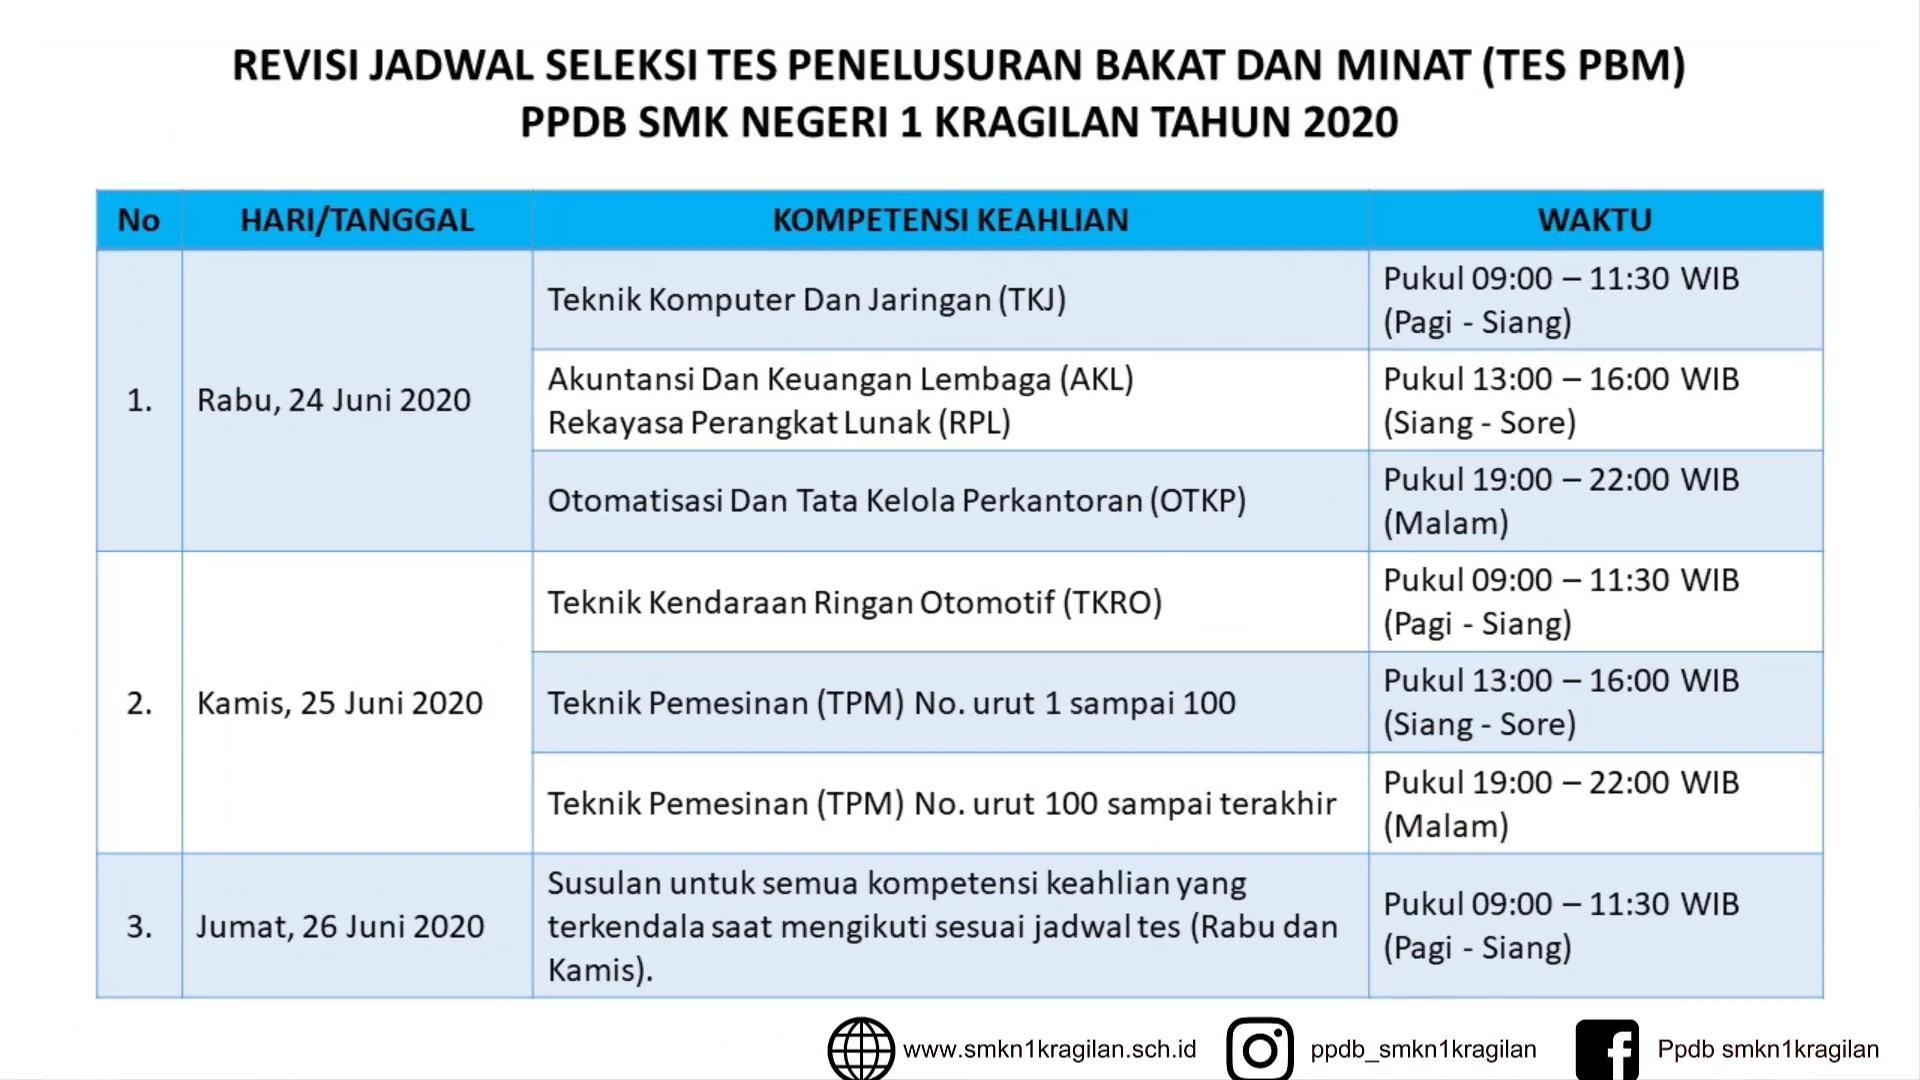 REVISI JADWAL SELEKSI TES PENELUSURAN BAKAT DAN MINAT (TES PBM)
PPDB SMK NEGERI 1 KRAGILAN TAHUN 2020
No HARI/TANGGAL KOMPETENSI KEAHLIAN WAKTU
1. Rabu, 24 Juni 2020
Teknik Komputer Dan Jaringan (TKJ)
Pukul 09:00 – 11:30 WIB
(Pagi - Siang)
Akuntansi Dan Keuangan Lembaga (AKL)
Rekayasa Perangkat Lunak (RPL)
Pukul 13:00 – 16:00 WIB
(Siang - Sore)
Otomatisasi Dan Tata Kelola Perkantoran (OTKP)
Pukul 19:00 – 22:00 WIB
(Malam)
2. Kamis, 25 Juni 2020
Teknik Kendaraan Ringan Otomotif (TKRO)
Pukul 09:00 – 11:30 WIB
(Pagi - Siang)
Teknik Pemesinan (TPM) No. urut 1 sampai 100
Pukul 13:00 – 16:00 WIB
(Siang - Sore)
Teknik Pemesinan (TPM) No. urut 100 sampai terakhir
Pukul 19:00 – 22:00 WIB
(Malam)
3. Jumat, 26 Juni 2020
Susulan untuk semua kompetensi keahlian yang
terkendala saat mengikuti sesuai jadwal tes (Rabu dan
Kamis).
Pukul 09:00 – 11:30 WIB
(Pagi - Siang)
www.smkn1kragilan.sch.id ppdb_smkn1kragilan Ppdb smkn1kragilan